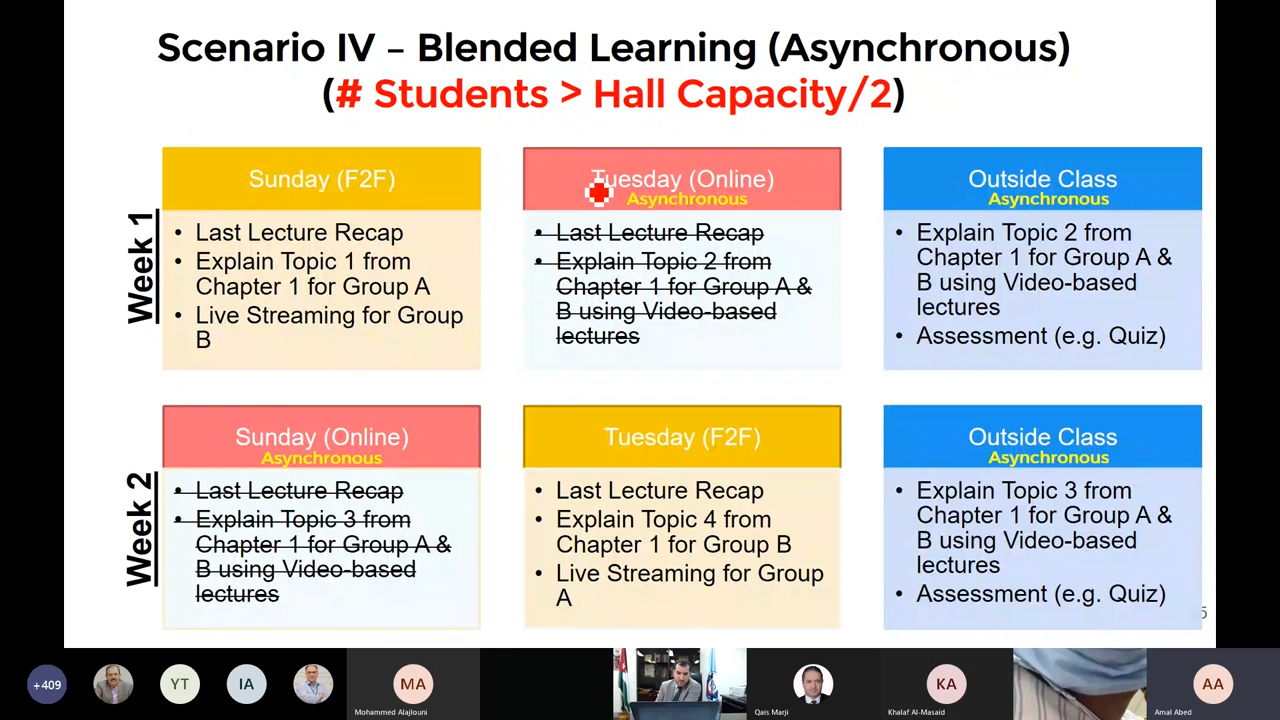 Scenario IV – Blended Learning (Asynchronous)
(# Students > Hall Capacity/2)
Week 1
Sunday (F2F)
• Last Lecture Recap
• Explain Topic 1 from
Chapter 1 for Group A
• Live Streaming for Group
B
Tuesday (Online)
Asynchronous
• Last Lecture Recap
• Explain Topic 2 from
Chapter 1 for Group A &
B using Video-based
lectures
Outside Class
Asynchronous
• Explain Topic 2 from
Chapter 1 for Group A &
B using Video-based
lectures
• Assessment (e.g. Quiz)
Week 2
Sunday (Online)
Asynchronous
• Last Lecture Recap
• Explain Topic 3 from
Chapter 1 for Group A &
B using Video-based
lectures
Tuesday (F2F)
• Last Lecture Recap
• Explain Topic 4 from
Chapter 1 for Group B
• Live Streaming for Group
A
Outside Class
Asynchronous
• Explain Topic 3 from
Chapter 1 for Group A &
B using Video-based
lectures
• Assessment (e.g. Quiz)
+409
YT
IA
MA
Mohammed Alajlouni
Qais Marji
KA
Khalaf Al-Masaid
AA
Amal Abed